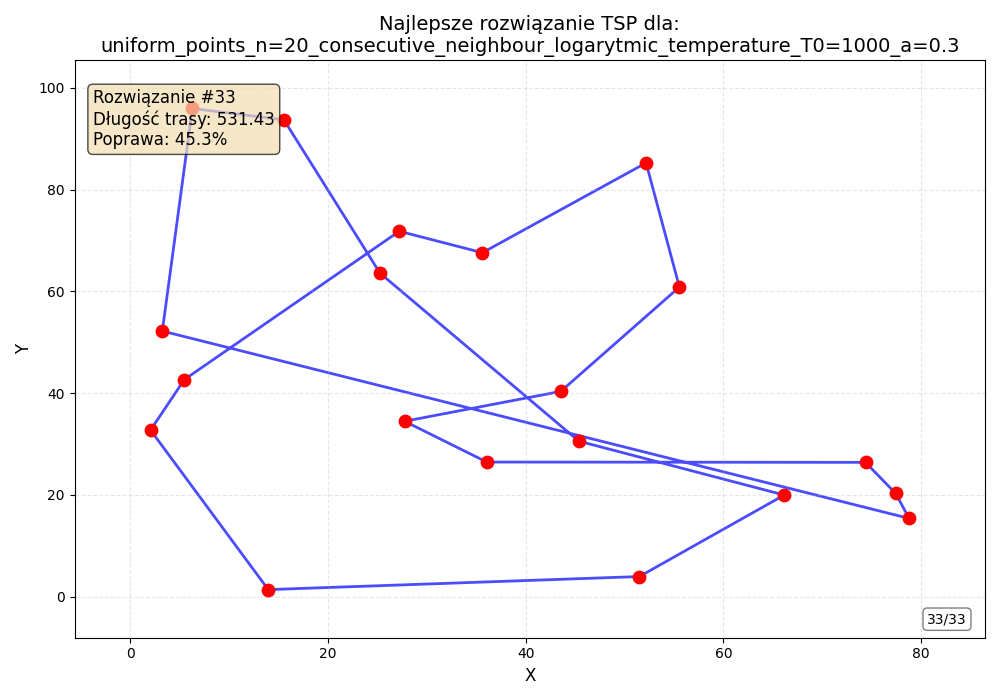 Najlepsze rozwiązanie TSP dla:
uniform_points_n=20_consecutive_neighbour_logarytmic_temperature_T0=1000_a=0.3
Rozwiązanie #33
Długość trasy: 531.43
Poprawa: 45.3%
100
80
60
40
20
0
Y
0 20 40 60 80
X
33/33